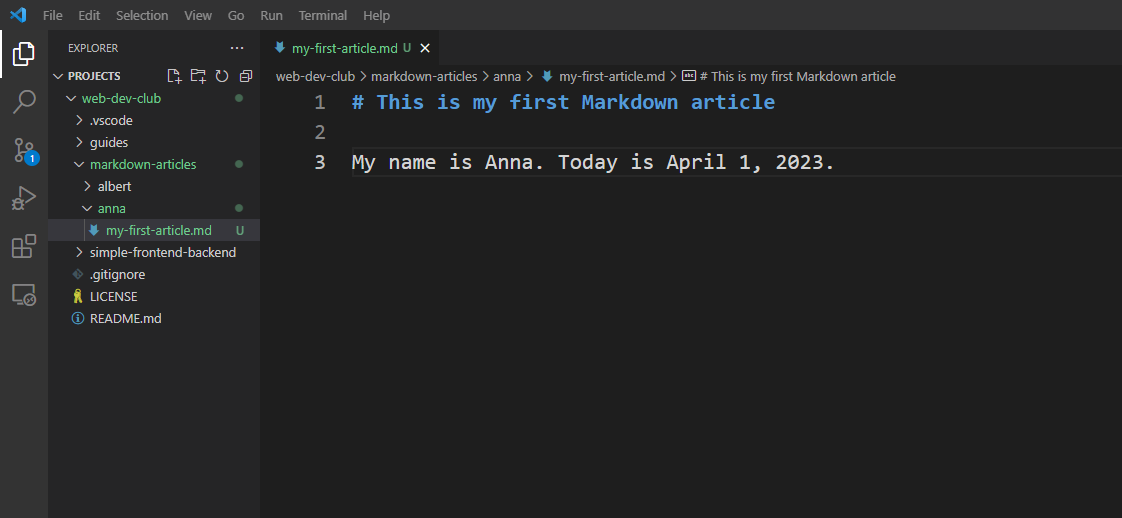 File Edit Selection View Go Run Terminal Help
EXPLORER ...
PROJECTS
web-dev-club
.vscode
guides
markdown-articles
albert
anna
my-first-article.md U
simple-frontend-backend
.gitignore
LICENSE
README.md
1
my-first-article.md U
web-dev-club > markdown-articles > anna > my-first-article.md > abc # This is my first Markdown article
1 # This is my first Markdown article
2
3 My name is Anna. Today is April 1, 2023.